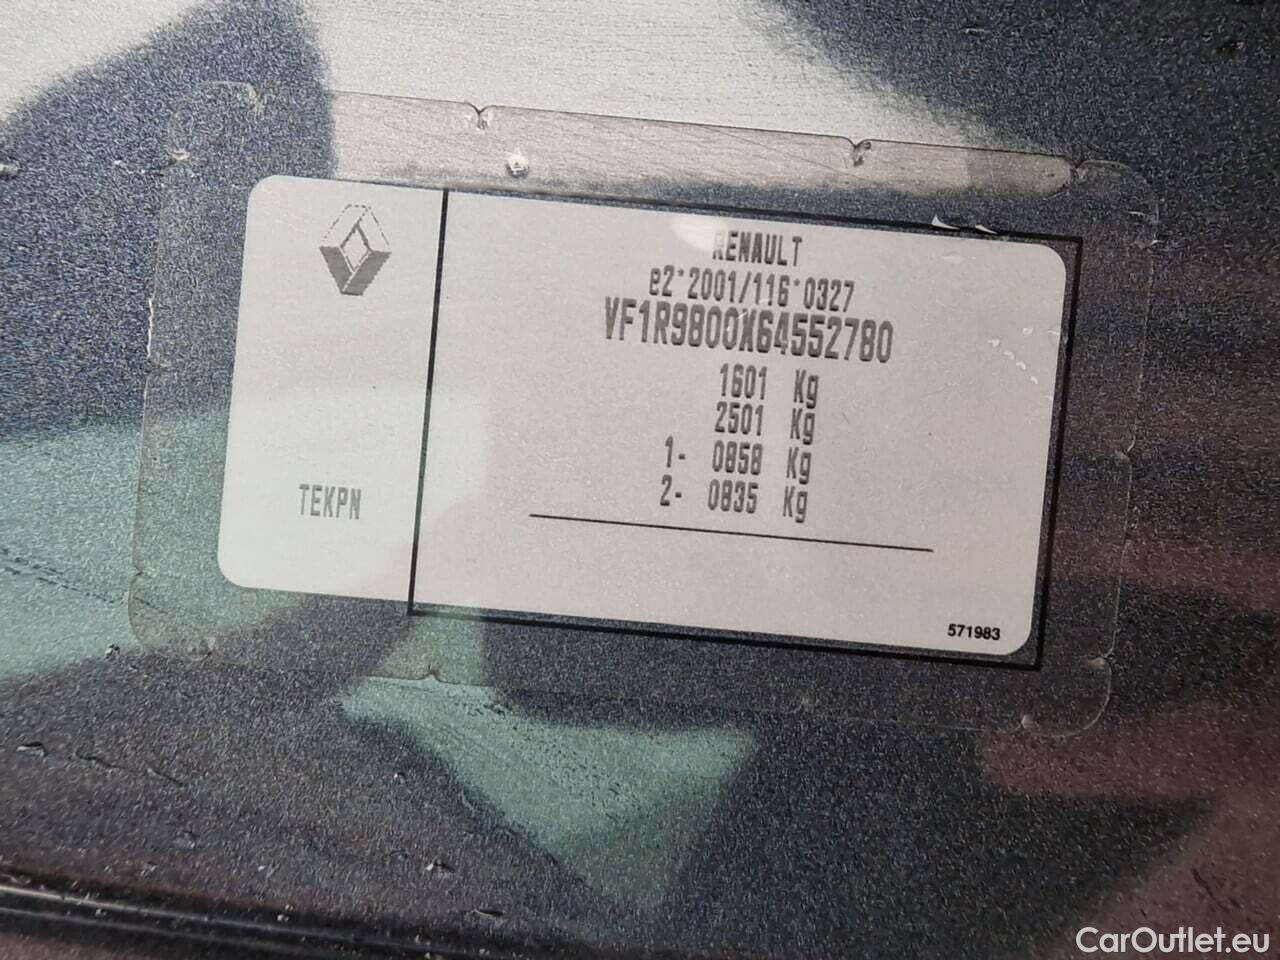 RENAULT
e2*2001/116*0327
VF1R9800X64552780
1601 Kg
2501 Kg
1- 0858 Kg
2- 0835 Kg
TEKPN
571983
CarOutlet.eu